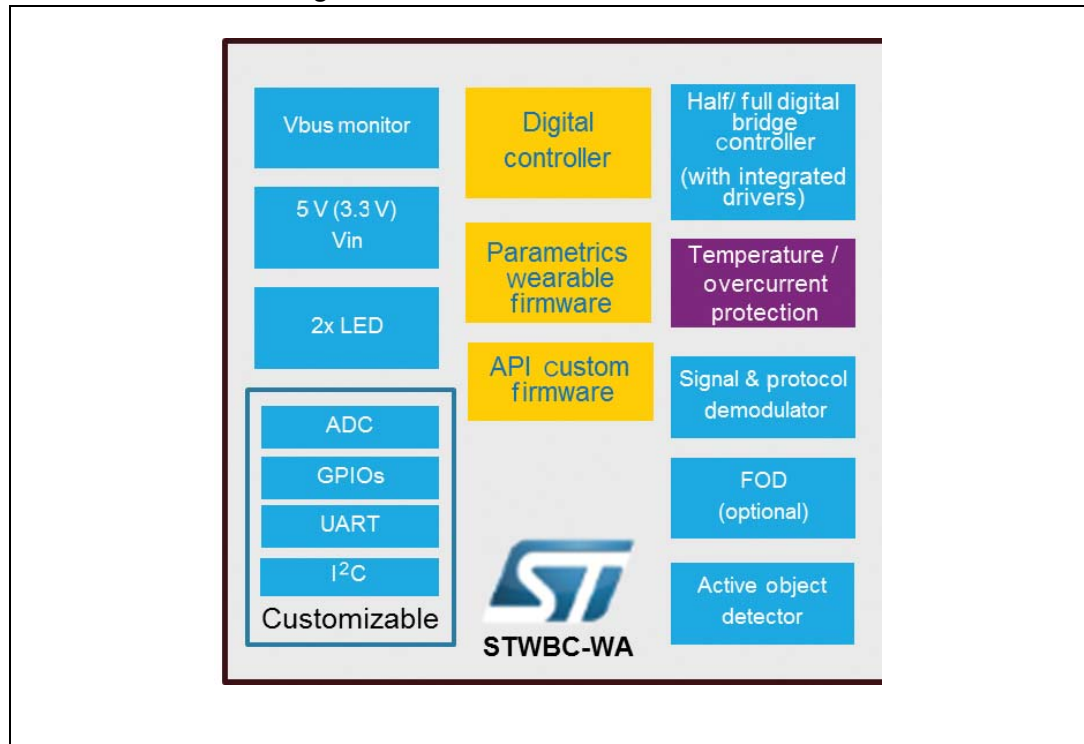 Vbus monitor
5 V (3.3 V)
Vin
2x LED
ADC
GPIOs
UART
I²C
Customizable
Digital
controller
Parametrics
wearable
firmware
API custom
firmware
ST
STWBC-WA
Half/ full digital
bridge
controller
(with integrated
drivers)
Temperature /
overcurrent
protection
Signal & protocol
demodulator
FOD
(optional)
Active object
detector